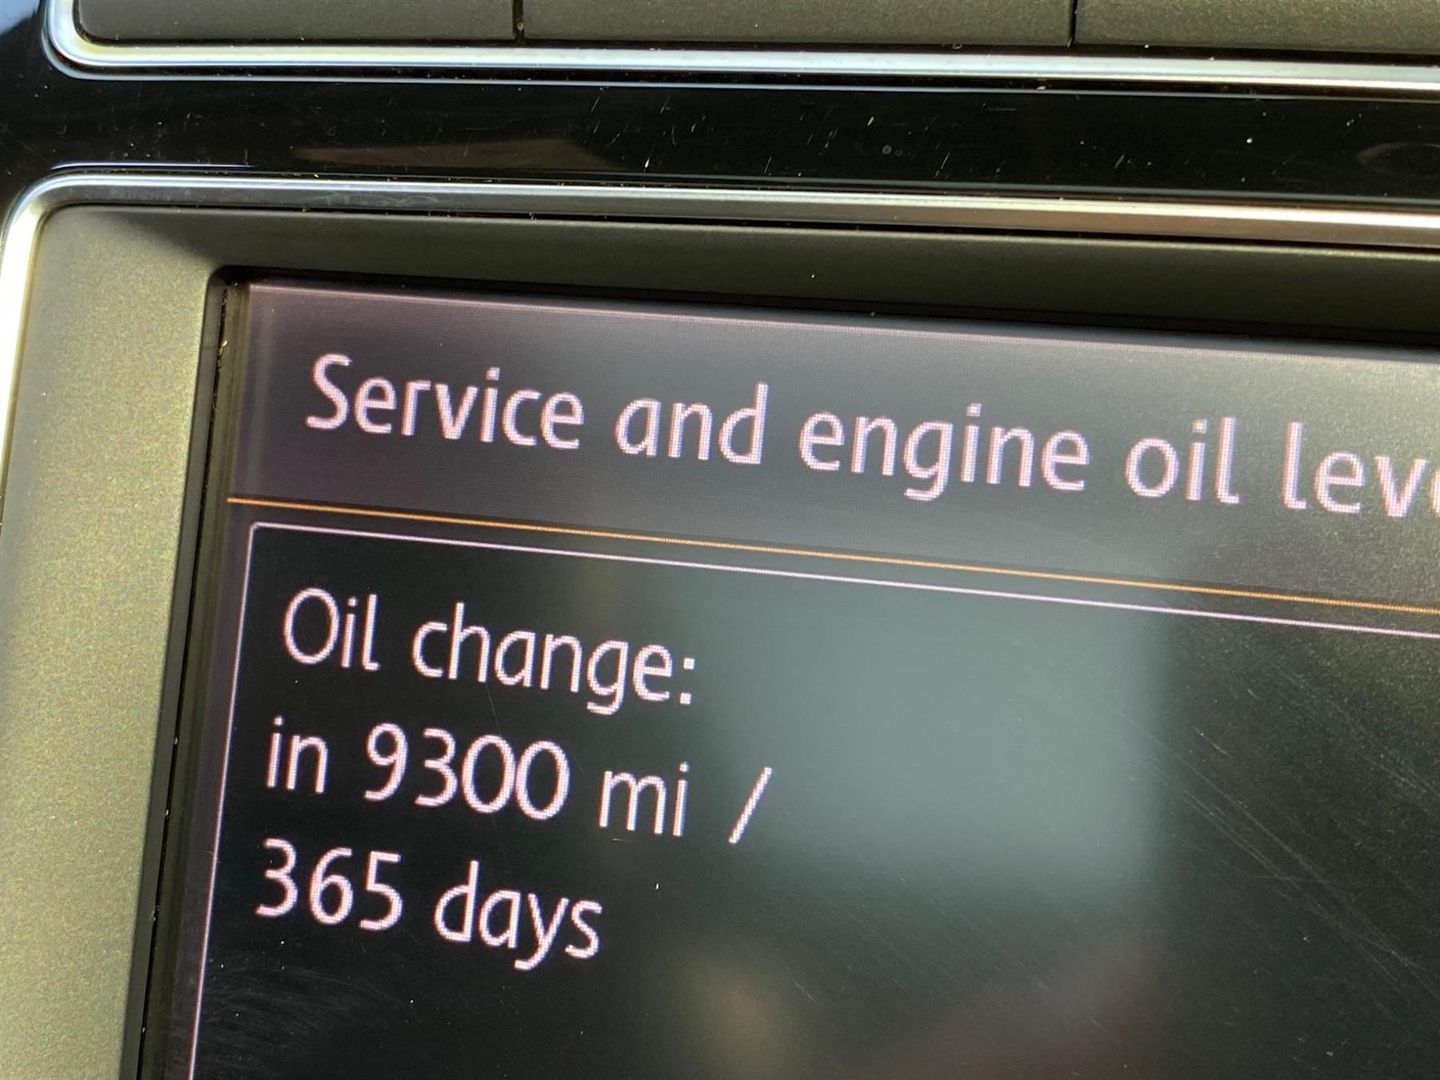 Service and engine oil
Oil change:
in 9300 mi /
365 days